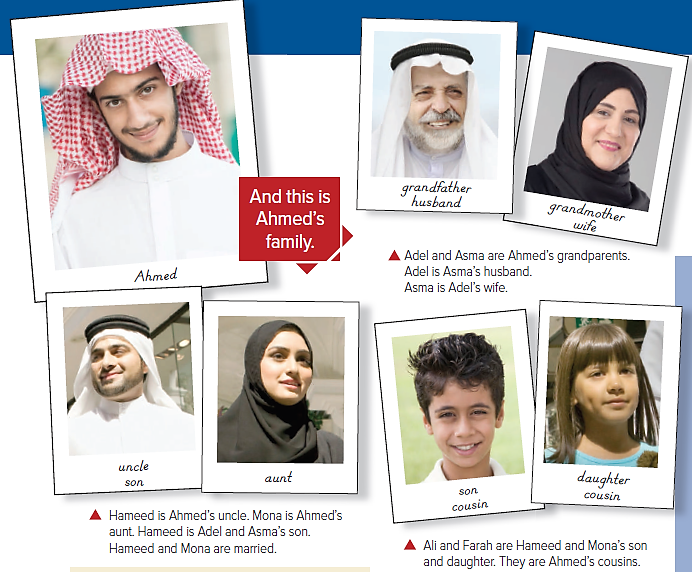 Ahmed
And this is
Ahmed's
family.
grandfather
husband
grandmother
wife
▲ Adel and Asma are Ahmed's grandparents.
Adel is Asma's husband.
Asma is Adel's wife.
uncle
son
aunt
▲ Hameed is Ahmed's uncle. Mona is Ahmed's
aunt. Hameed is Adel and Asma's son.
Hameed and Mona are married.
son
cousin
daughter
cousin
▲ Ali and Farah are Hameed and Mona's son
and daughter. They are Ahmed's cousins.